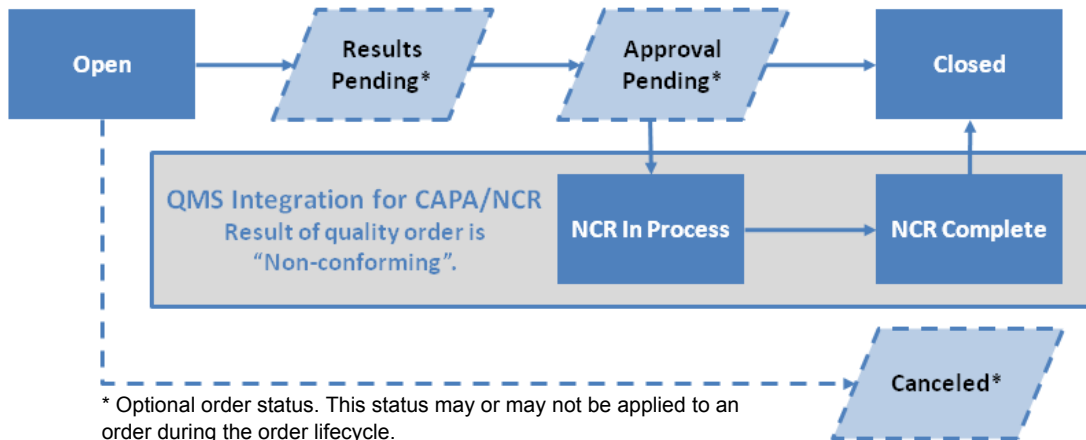 Open
Results
Pending*
Approval
Pending*
Closed
QMS Integration for CAPA/NCR
Result of quality order is
“Non-conforming”.
NCR In Process
NCR Complete
Canceled*
* Optional order status. This status may or may not be applied to an
order during the order lifecycle.